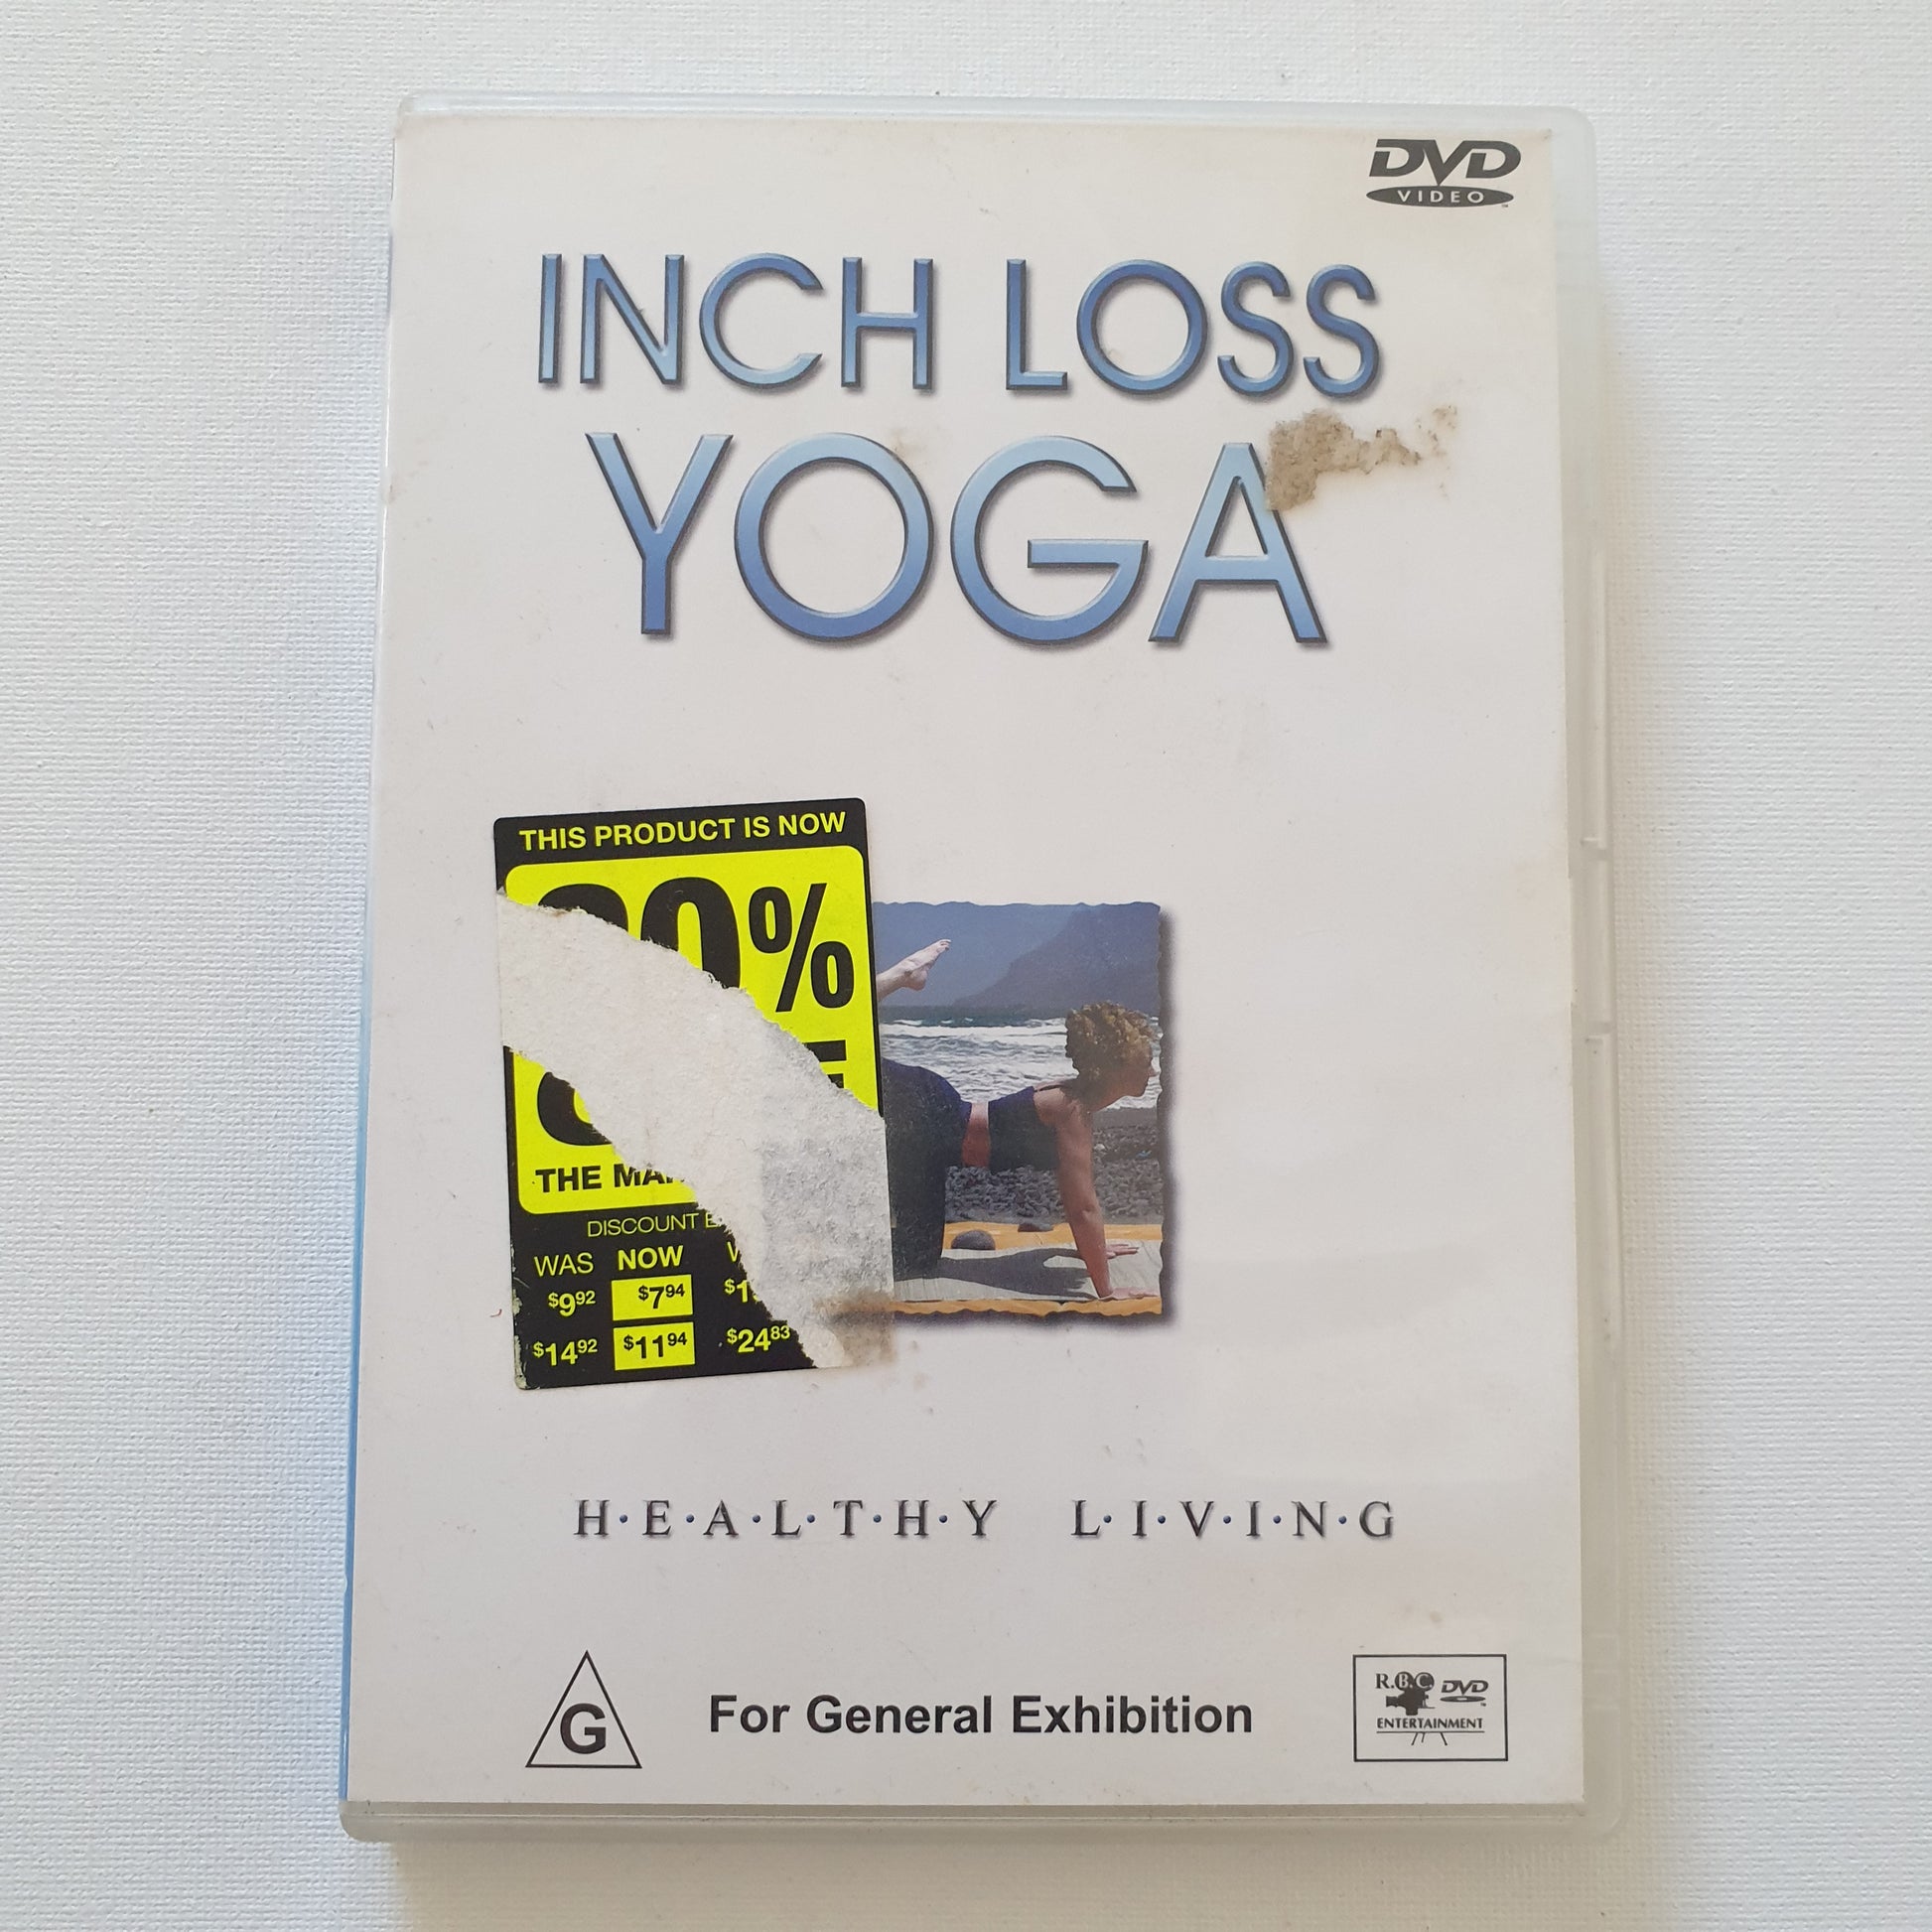 DVD
VIDEO
INCH LOSS
YOGA
THIS PRODUCT IS NOW
0%
THE
DISCOUNT
WAS NOW
$9.92 $7.94
$14.92 $11.94 $24.83
H·E·A·L·T·H·Y L·I·V·I·N·G
G For General Exhibition
R.B.C DVD
ENTERTAINMENT